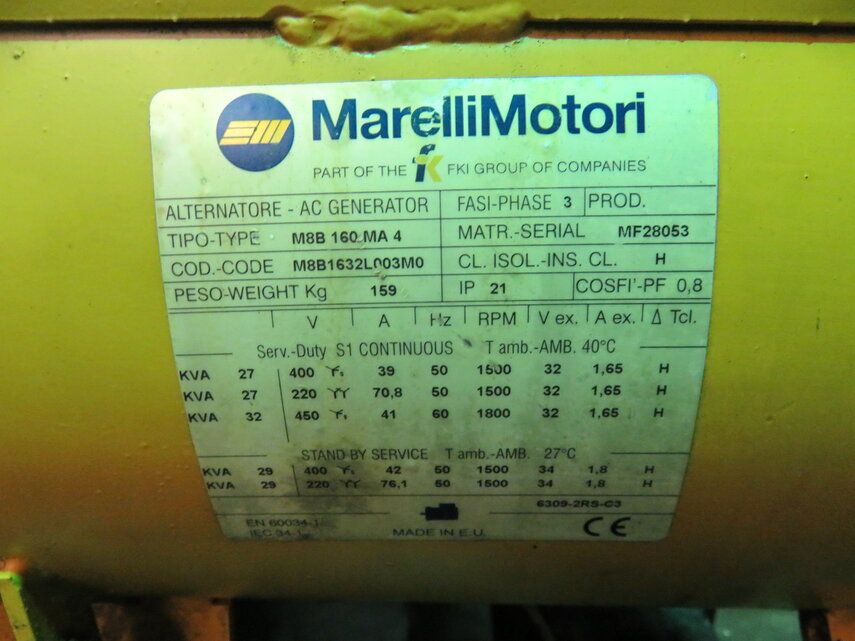 MarelliMotori
PART OF THE fk FKI GROUP OF COMPANIES
ALTERNATORE - AC GENERATOR FASI-PHASE 3 PROD.
TIPO-TYPE M8B 160 MA 4 MATR.-SERIAL MF28053
COD.-CODE M8B1632L003M0 CL. ISOL.-INS. CL. H
PESO-WEIGHT Kg 159 IP 21 COSFI'-PF 0,8
V A Hz RPM V ex. A ex. Δ Tcl.
Serv.-Duty S1 CONTINUOUS T amb.-AMB. 40°C
KVA 27 400 39 50 1500 32 1,65 H
KVA 27 220 YY 70,8 50 1500 32 1,65 H
KVA 32 450 41 60 1800 32 1,65 H
STAND BY SERVICE T amb.-AMB. 27°C
KVA 29 400 42 50 1500 34 1,8 H
KVA 29 220 YY 76,1 50 1500 34 1,8 H
6309-2RS-C3
EN 60034-1
IEC 34-1 MADE IN E.U. CE